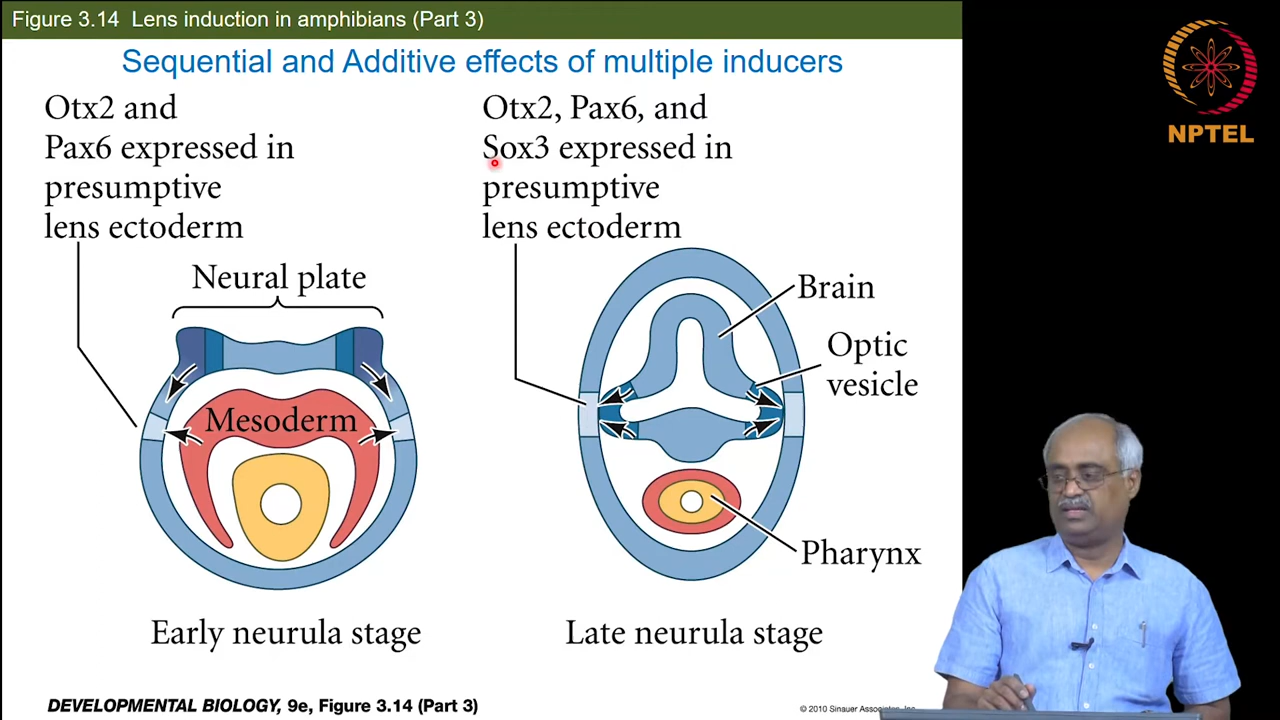 Figure 3.14 Lens induction in amphibians (Part 3)
Sequential and Additive effects of multiple inducers
Otx2 and
Pax6 expressed in
presumptive
lens ectoderm
Otx2, Pax6, and
Sox3 expressed in
presumptive
lens ectoderm
Neural plate
Mesoderm
Brain
Optic
vesicle
Pharynx
Early neurula stage
Late neurula stage
DEVELOPMENTAL BIOLOGY, 9e, Figure 3.14 (Part 3)
© 2010 Sinauer Associates, Inc.
NPTEL